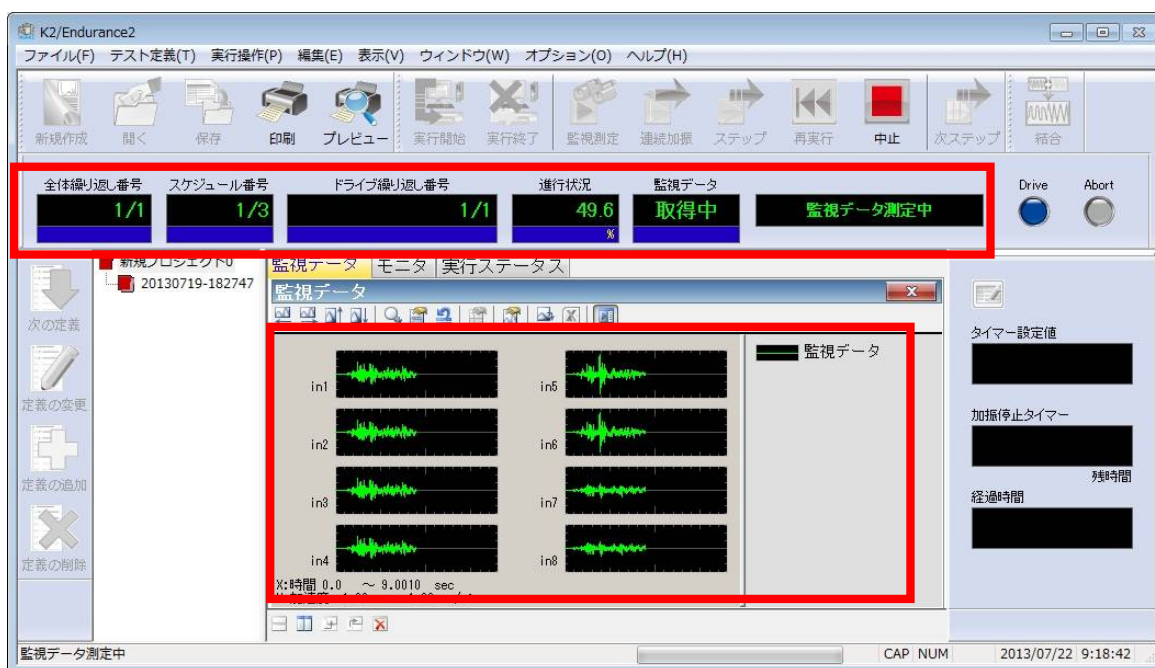 K2/Endurance2
ファイル(F) テスト定義(T) 実行操作(P) 編集(E) 表示(V) ウィンドウ(W) オプション(O) ヘルプ(H)
新規作成 開く 保存 印刷 プレビュー 実行開始 実行終了 監視測定 連続加振 ステップ 再実行 中止 次ステップ 結合
全体繰り返し番号 スケジュール番号 ドライブ繰り返し番号 進行状況 監視データ Drive Abort
1/1 1/3 1/1 49.6 取得中 監視データ測定中
%
新規プロジェクト0
20130719-182747
次の定義
定義の変更
定義の追加
定義の削除
監視データ モニタ 実行ステータス
監視データ
in1
in2
in3
in4
in5
in6
in7
in8
監視データ
X:時間 0.0 ～ 9.0010 sec
タイマー設定値
加振停止タイマー
残時間
経過時間
監視データ測定中 CAP NUM 2013/07/22 9:18:42